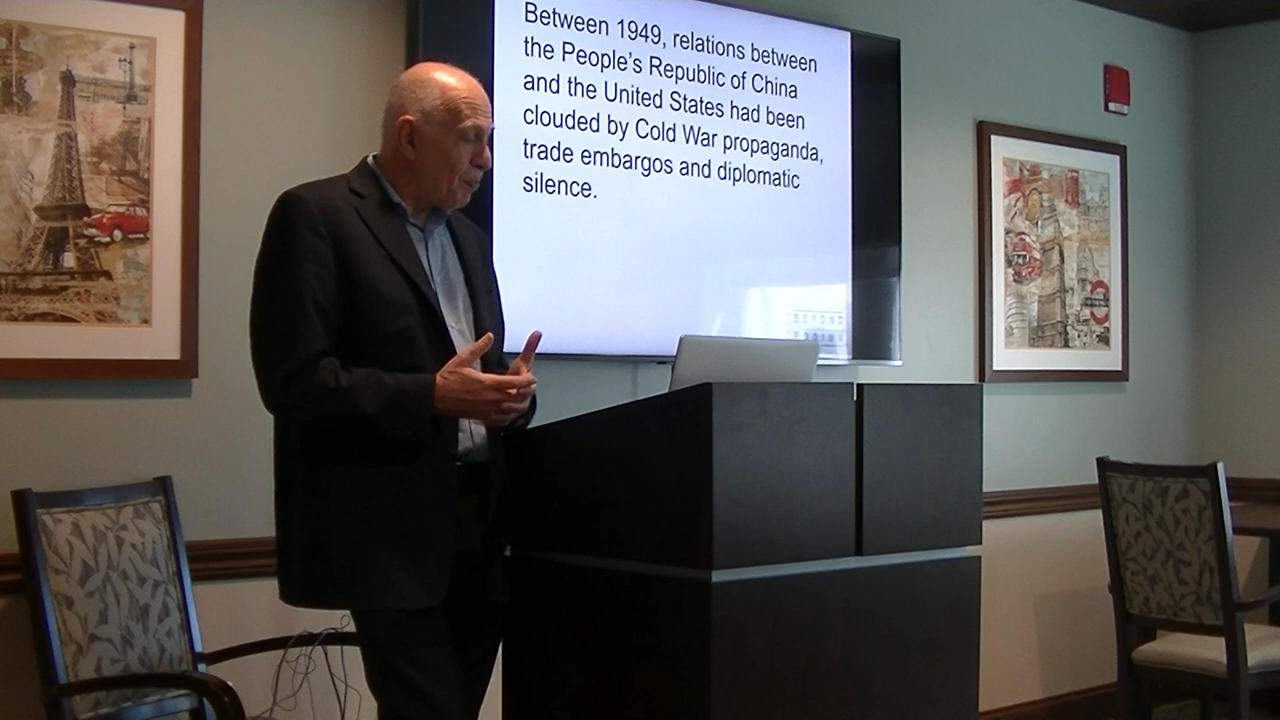 Between 1949, relations between
the People's Republic of China
and the United States had been
clouded by Cold War propaganda,
trade embargos and diplomatic
silence.